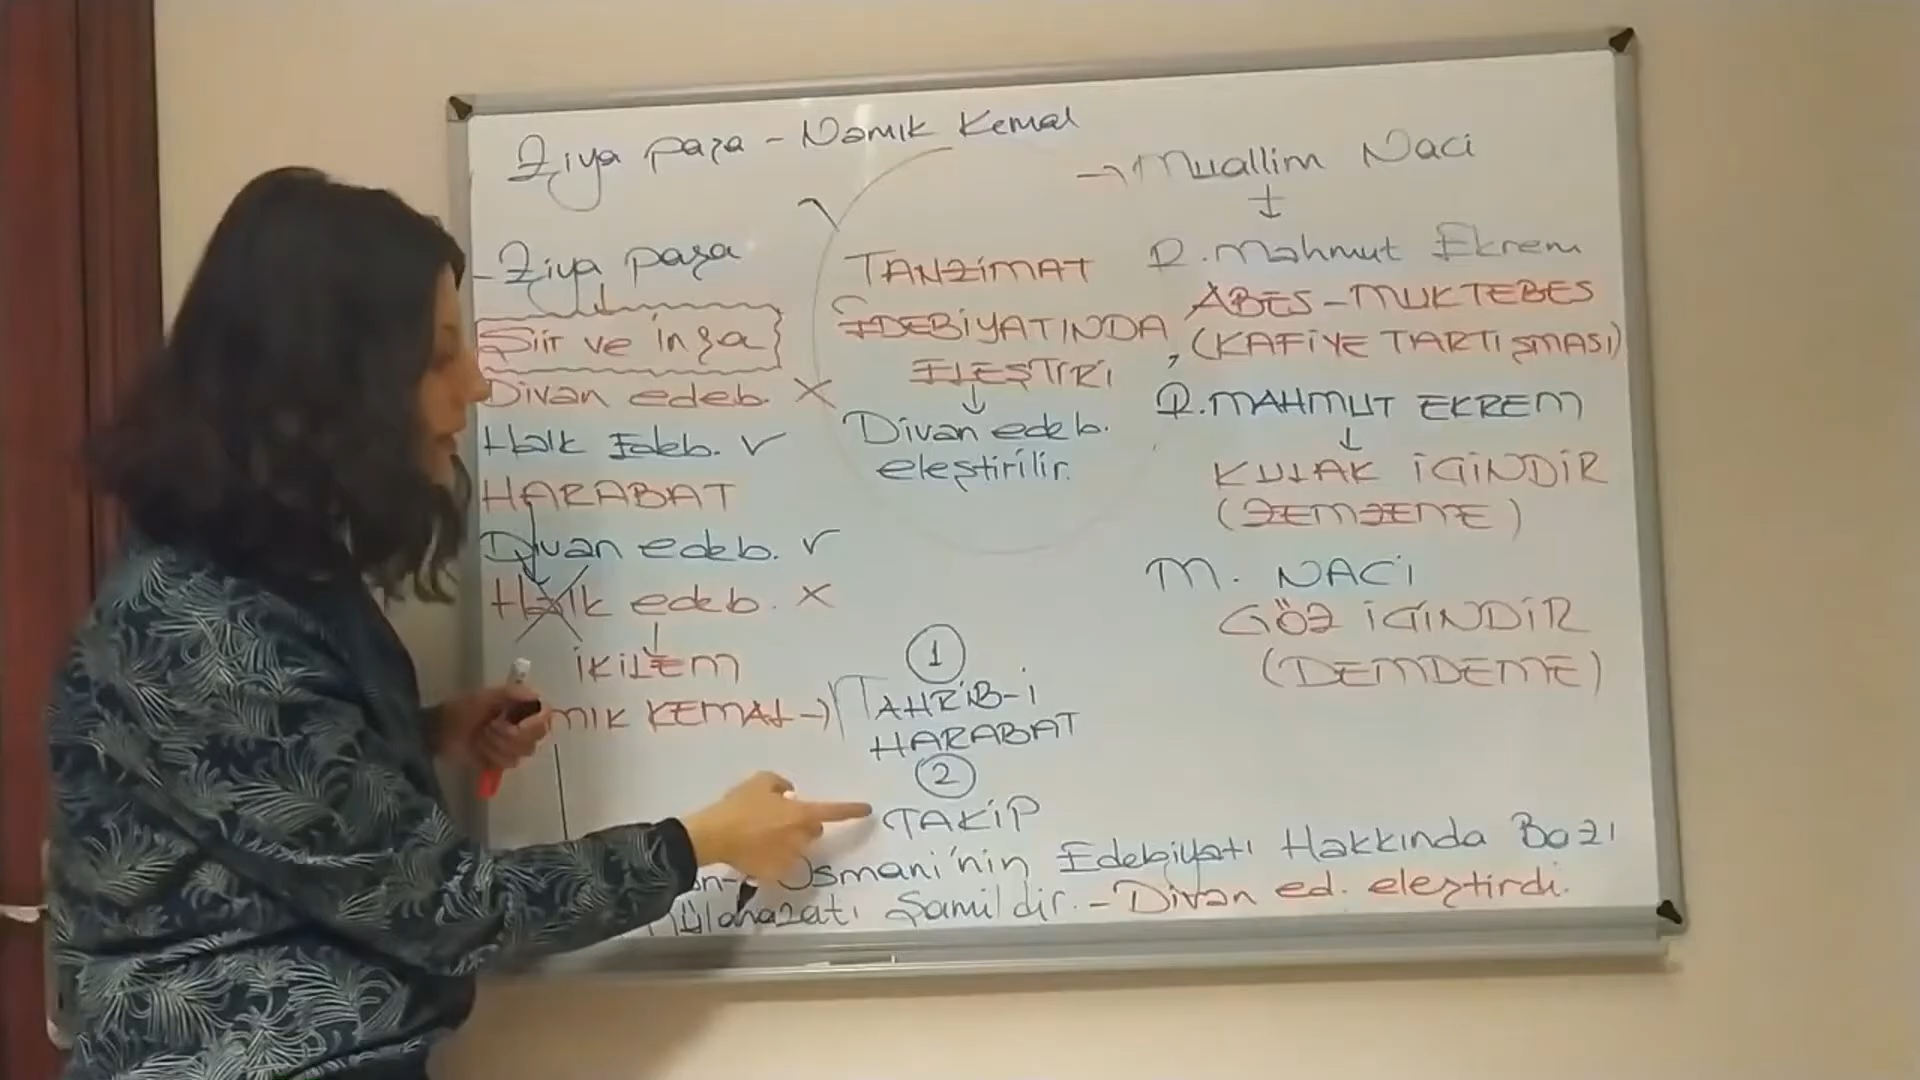 Ziya paşa - Namık Kemal
- Ziya paşa
Şiir ve inşa
Divan edeb. X
Halk Edeb. ✓
HARABAT
Divan edeb. ✓
Halk edeb. X
İKİLEM
MIK KEMAL →
TANZİMAT
EDEBİYATINDA
ELEŞTİRİ
Divan edeb.
eleştirilir.
1
TAHRİB-İ
HARABAT
2
TAKİP
Osmani'nin Edebiyatı Hakkında Bazı
Mülahazatı Şamildir. - Divan ed. eleştirdi.
→ Muallim Naci
R. Mahmut Ekrem
ABES - MUKTEBES
(KAFİYE TARTIŞMASI)
R. MAHMUT EKREM
KULAK İÇİNDİR
(ZEMZEME)
M. NACİ
GÖZ İÇİNDİR
(DEMDEME)